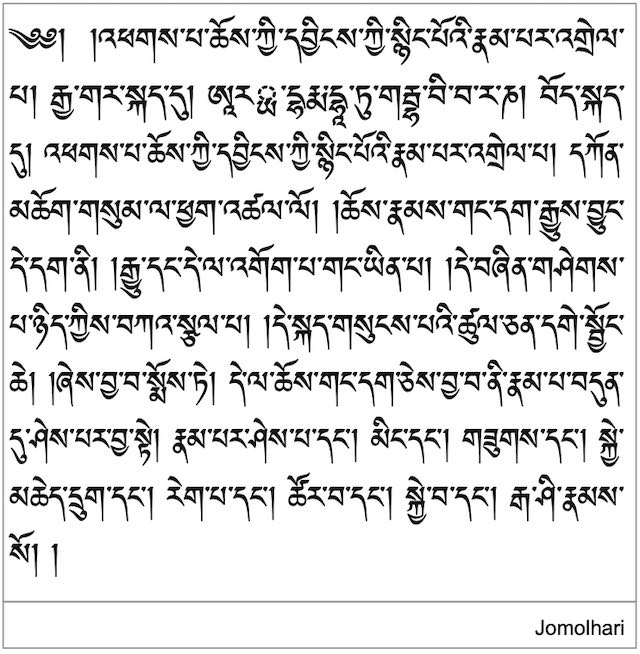 ༄༅། །འཕགས་པ་ཆོས་ཀྱི་དབྱིངས་ཀྱི་སྙིང་པོའི་རྣམ་པར་འགྲེལ་
པ། རྒྱ་གར་སྐད་དུ། ཨཱརྱ་དྷརྨདྷཱ་ཏུ་གརྦྷ་བི་བ་ར་ཎ། བོད་སྐད་
དུ། འཕགས་པ་ཆོས་ཀྱི་དབྱིངས་ཀྱི་སྙིང་པོའི་རྣམ་པར་འགྲེལ་པ། དཀོན་
མཆོག་གསུམ་ལ་ཕྱག་འཚལ་ལོ། །ཆོས་རྣམས་གང་དག་རྒྱུས་བྱུང་
དེ་དག་ནི། །རྒྱུ་དང་དེ་ལ་འགོག་པ་གང་ཡིན་པ། །དེ་བཞིན་གཤེགས་
པ་ཉིད་ཀྱིས་བཀའ་སྩལ་པ། །དེ་སྐད་གསུངས་པའི་ཚུལ་ཅན་དགེ་སྦྱོང་
ཆེ། །ཞེས་བྱ་བ་སྨོས་ཏེ། དེ་ལ་ཆོས་གང་དག་ཅེས་བྱ་བ་ནི་རྣམ་པ་བདུན་
དུ་ཤེས་པར་བྱ་སྟེ། རྣམ་པར་ཤེས་པ་དང་། མིང་དང་། གཟུགས་དང་། སྐྱེ་
མཆེད་དྲུག་དང་། རེག་པ་དང་། ཚོར་བ་དང་། སྐྱེ་བ་དང་། རྒ་ཤི་རྣམས་
སོ། །
Jomolhari